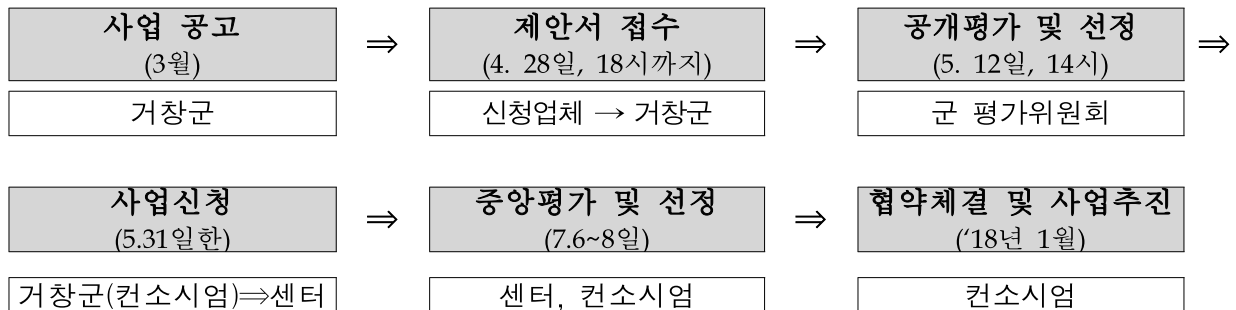 사업 공고 ⇒ 제안서 접수 ⇒ 공개평가 및 선정 ⇒
(3월) (4. 28일, 18시까지) (5. 12일, 14시)
거창군 신청업체 → 거창군 군 평가위원회
사업신청 ⇒ 중앙평가 및 선정 ⇒ 협약체결 및 사업추진
(5.31일한) (7.6~8일) (‘18년 1월)
거창군(컨소시엄)⇒센터 센터, 컨소시엄 컨소시엄